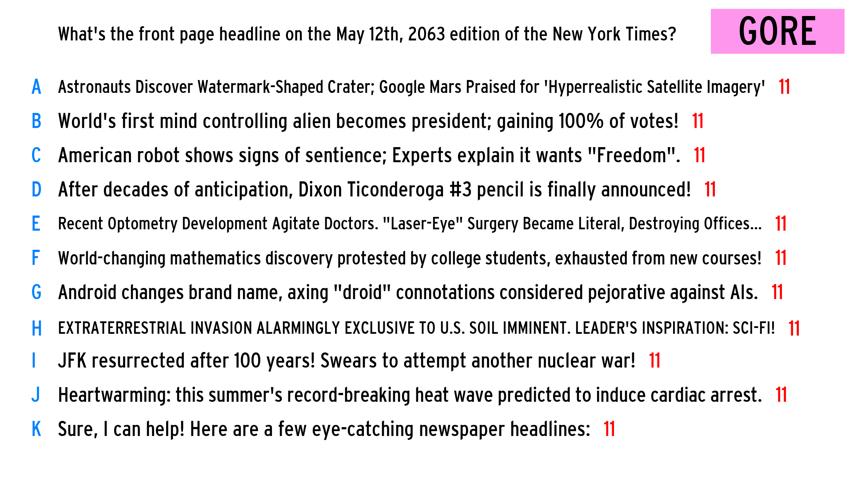 What's the front page headline on the May 12th, 2063 edition of the New York Times?
GORE
A Astronauts Discover Watermark-Shaped Crater; Google Mars Praised for 'Hyperrealistic Satellite Imagery' 11
B World's first mind controlling alien becomes president; gaining 100% of votes! 11
C American robot shows signs of sentience; Experts explain it wants "Freedom". 11
D After decades of anticipation, Dixon Ticonderoga #3 pencil is finally announced! 11
E Recent Optometry Development Agitate Doctors. "Laser-Eye" Surgery Became Literal, Destroying Offices... 11
F World-changing mathematics discovery protested by college students, exhausted from new courses! 11
G Android changes brand name, axing "droid" connotations considered pejorative against AIs. 11
H EXTRATERRESTRIAL INVASION ALARMINGLY EXCLUSIVE TO U.S. SOIL IMMINENT. LEADER'S INSPIRATION: SCI-FI! 11
I JFK resurrected after 100 years! Swears to attempt another nuclear war! 11
J Heartwarming: this summer's record-breaking heat wave predicted to induce cardiac arrest. 11
K Sure, I can help! Here are a few eye-catching newspaper headlines: 11